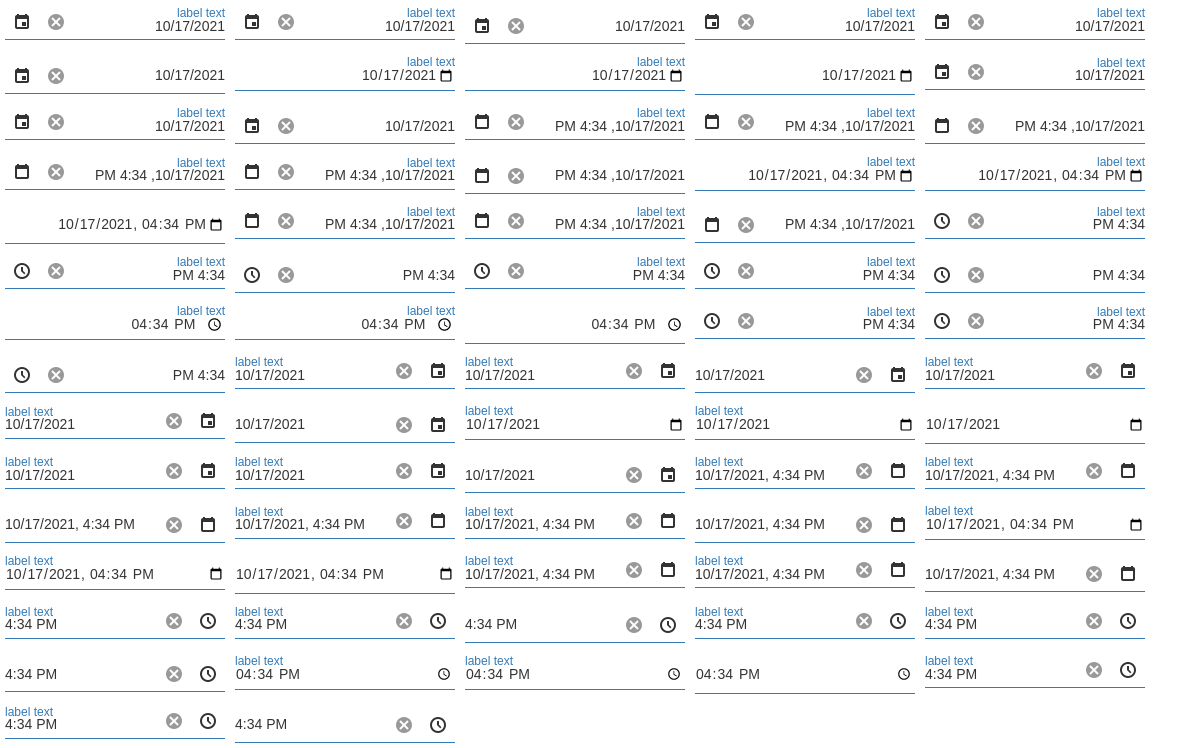 label text
10/17/2021
label text
10/17/2021
10/17/2021
label text
10/17/2021
label text
10/17/2021
10/17/2021
label text
10/17/2021
label text
10/17/2021
10/17/2021
label text
10/17/2021
label text
10/17/2021
10/17/2021
label text
PM 4:34 ,10/17/2021
label text
PM 4:34 ,10/17/2021
PM 4:34 ,10/17/2021
label text
PM 4:34 ,10/17/2021
label text
PM 4:34 ,10/17/2021
PM 4:34 ,10/17/2021
label text
10/17/2021, 04:34 PM
label text
10/17/2021, 04:34 PM
10/17/2021, 04:34 PM
label text
PM 4:34 ,10/17/2021
label text
PM 4:34 ,10/17/2021
PM 4:34 ,10/17/2021
label text
PM 4:34
label text
PM 4:34
PM 4:34
label text
PM 4:34
label text
PM 4:34
PM 4:34
label text
04:34 PM
label text
04:34 PM
04:34 PM
label text
PM 4:34
label text
PM 4:34
PM 4:34
label text
10/17/2021
label text
10/17/2021
10/17/2021
label text
10/17/2021
label text
10/17/2021
10/17/2021
label text
10/17/2021
label text
10/17/2021
10/17/2021
label text
10/17/2021
label text
10/17/2021
10/17/2021
label text
10/17/2021, 4:34 PM
label text
10/17/2021, 4:34 PM
10/17/2021, 4:34 PM
label text
10/17/2021, 4:34 PM
label text
10/17/2021, 4:34 PM
10/17/2021, 4:34 PM
label text
10/17/2021, 04:34 PM
label text
10/17/2021, 04:34 PM
10/17/2021, 04:34 PM
label text
10/17/2021, 4:34 PM
label text
10/17/2021, 4:34 PM
10/17/2021, 4:34 PM
label text
4:34 PM
label text
4:34 PM
4:34 PM
label text
4:34 PM
label text
4:34 PM
4:34 PM
label text
04:34 PM
label text
04:34 PM
04:34 PM
label text
4:34 PM
label text
4:34 PM
4:34 PM